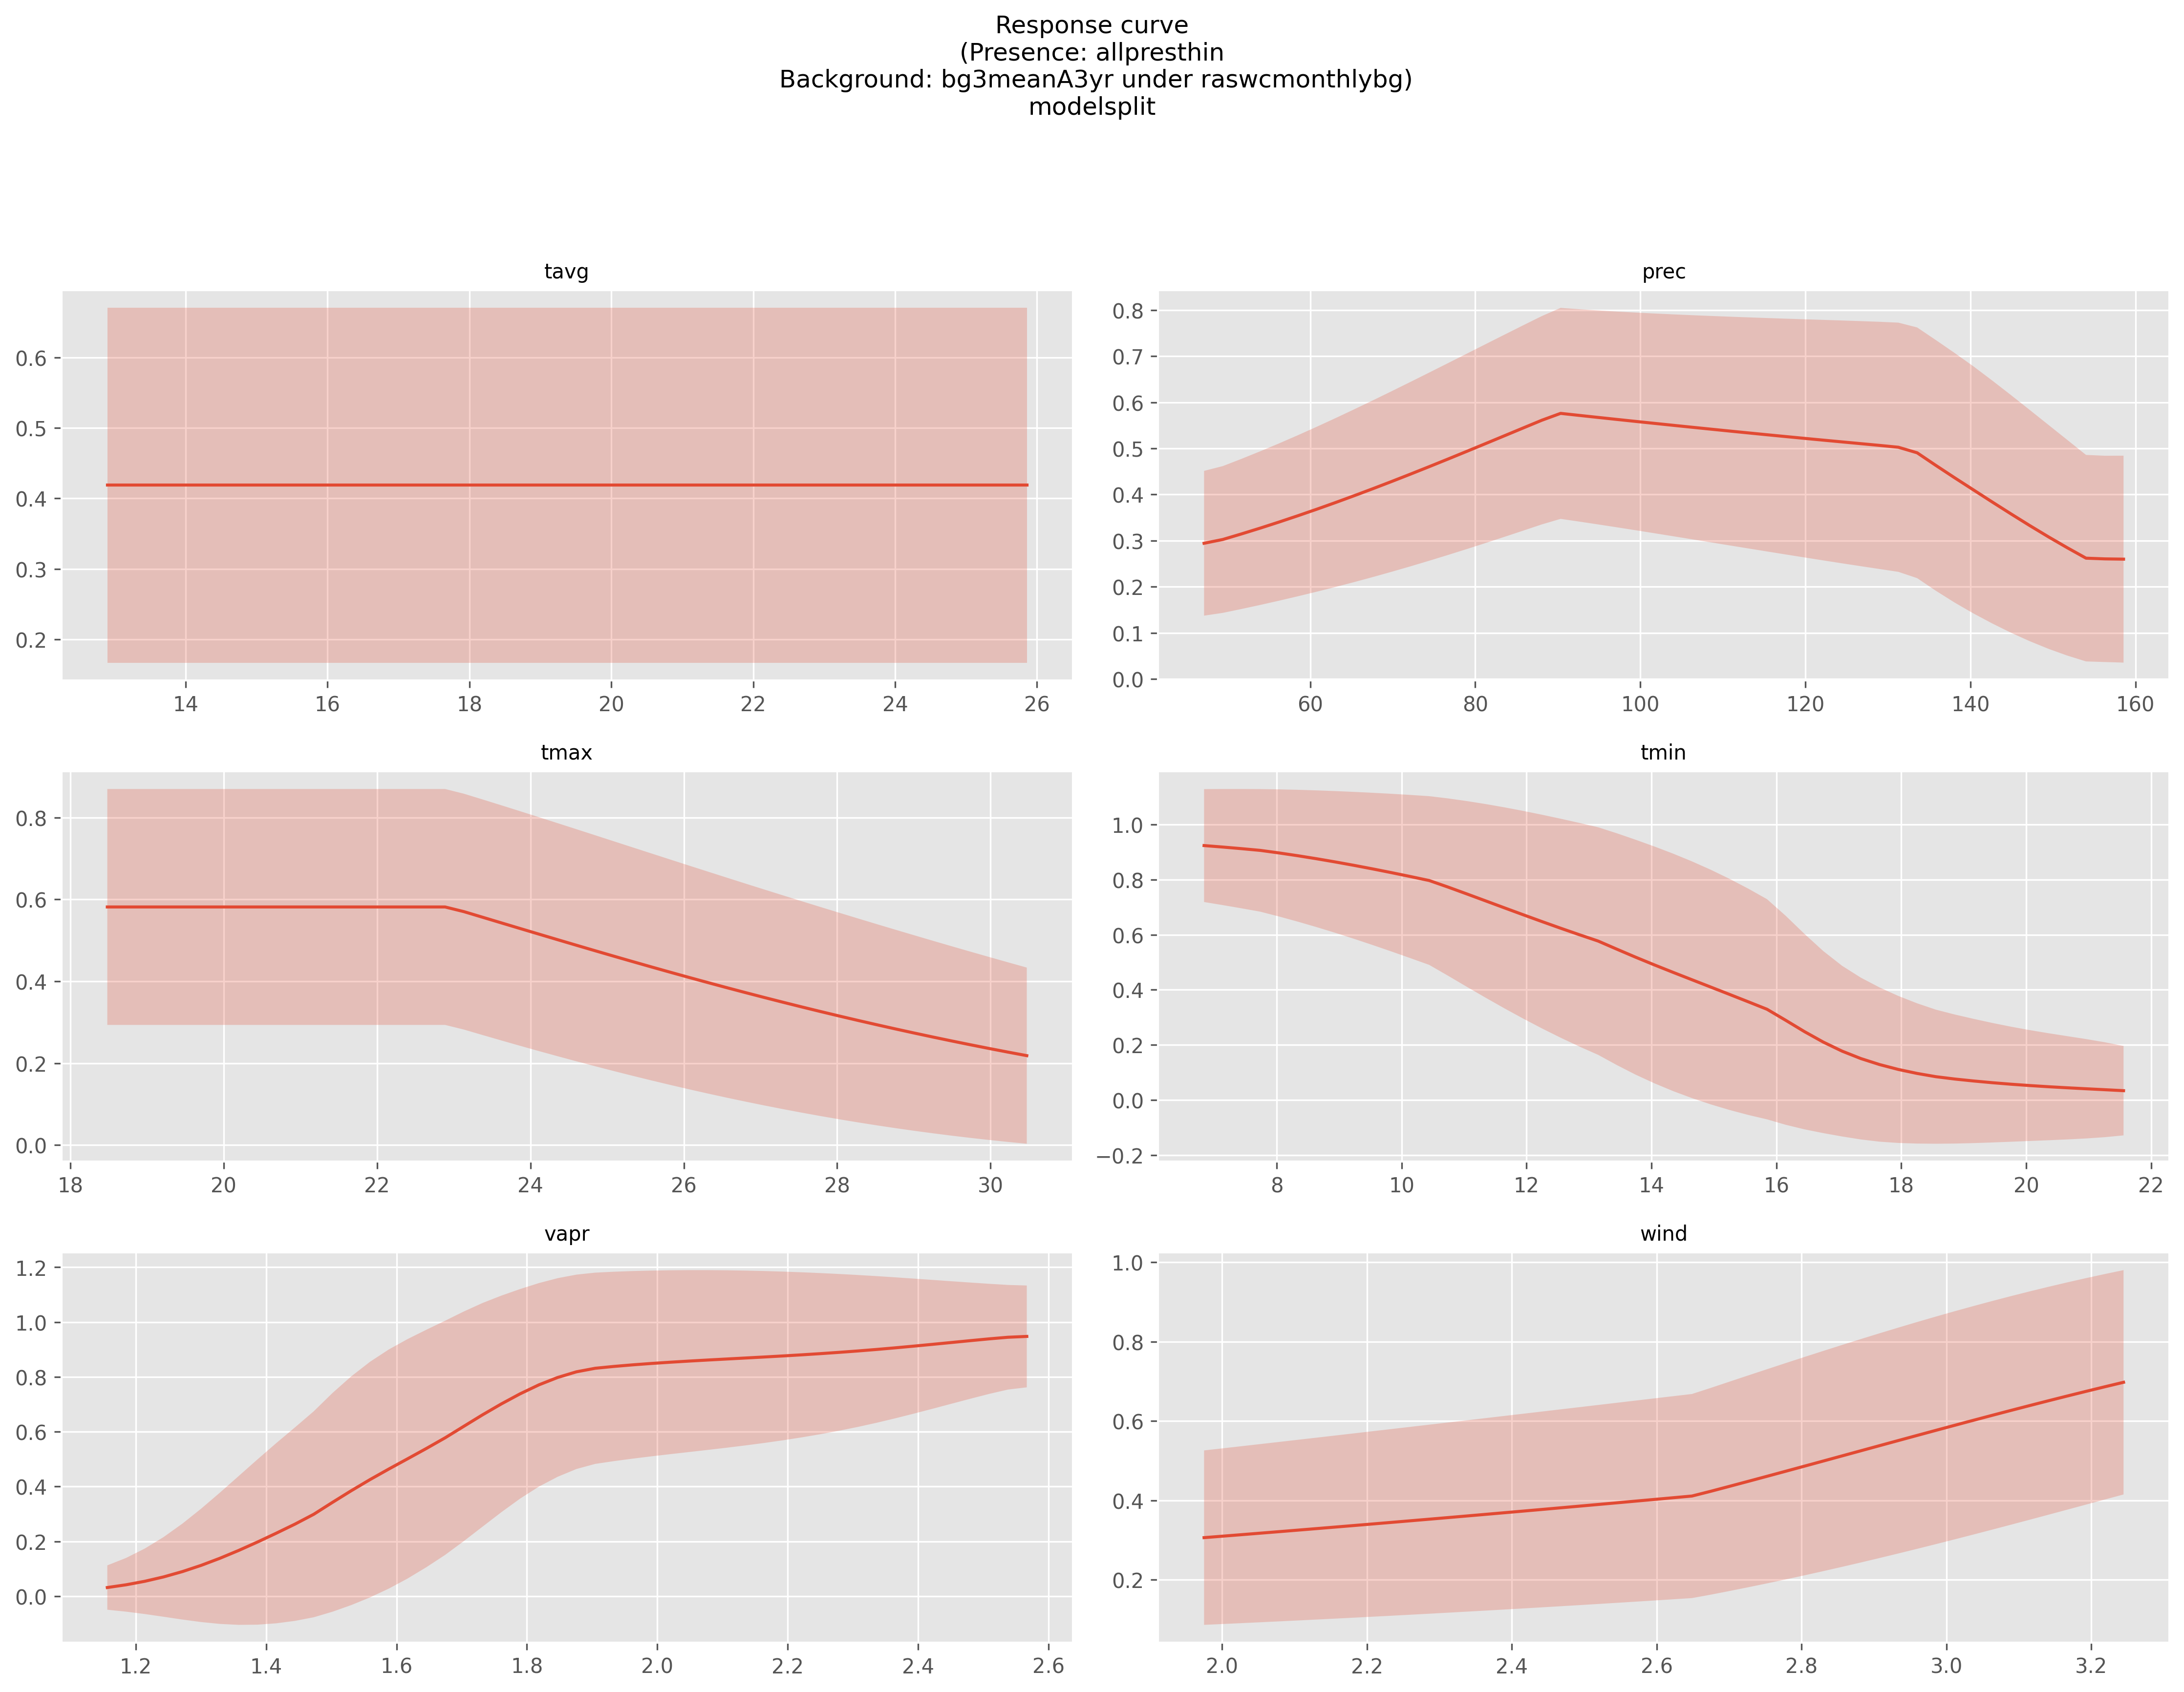 Response curve
(Presence: allpresthin
Background: bg3meanA3yr under raswcmonthlybg)
modelsplit
tavg
0.6
0.5
0.4
0.3
0.2
14 16 18 20 22 24 26
prec
0.8
0.7
0.6
0.5
0.4
0.3
0.2
0.1
0.0
60 80 100 120 140 160
tmax
0.8
0.6
0.4
0.2
0.0
18 20 22 24 26 28 30
tmin
1.0
0.8
0.6
0.4
0.2
0.0
−0.2
8 10 12 14 16 18 20 22
vapr
1.2
1.0
0.8
0.6
0.4
0.2
0.0
1.2 1.4 1.6 1.8 2.0 2.2 2.4 2.6
wind
1.0
0.8
0.6
0.4
0.2
2.0 2.2 2.4 2.6 2.8 3.0 3.2